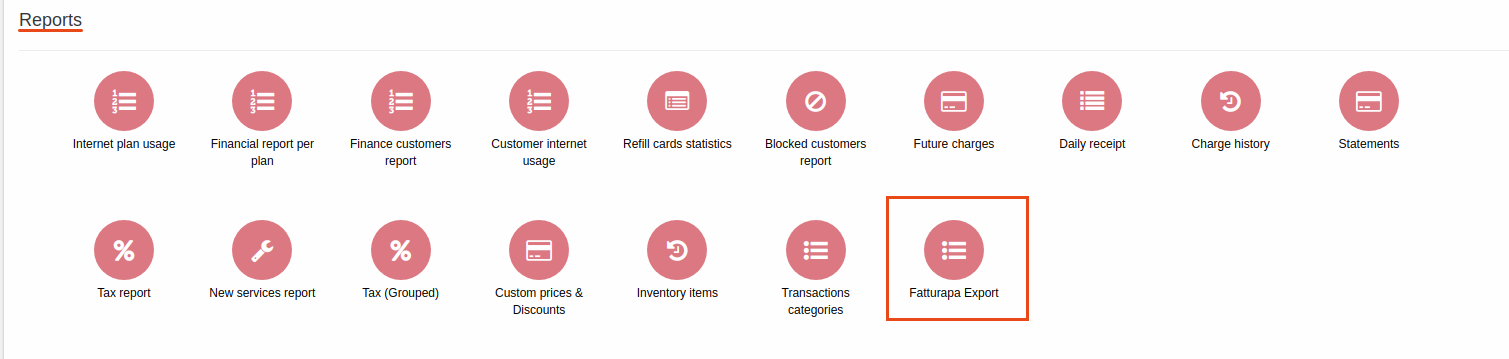 Reports
Internet plan usage
Financial report per
plan
Finance customers
report
Customer internet
usage
Refill cards statistics
Blocked customers
report
Future charges
Daily receipt
Charge history
Statements
Tax report
New services report
Tax (Grouped)
Custom prices &
Discounts
Inventory items
Transactions
categories
Fatturapa Export